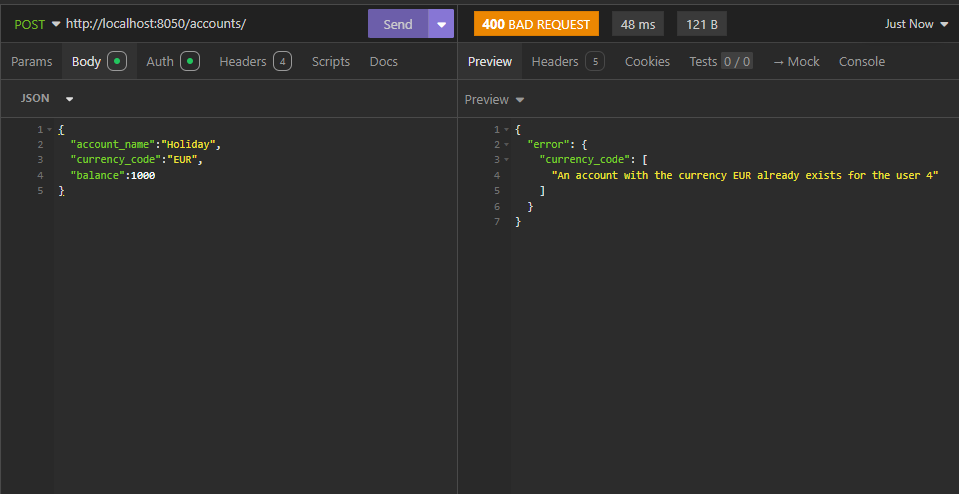 POST http://localhost:8050/accounts/ Send
400 BAD REQUEST 48 ms 121 B Just Now
Params Body Auth Headers 4 Scripts Docs
Preview Headers 5 Cookies Tests 0 / 0 → Mock Console
JSON
Preview
1 {
2 "account_name":"Holiday",
3 "currency_code":"EUR",
4 "balance":1000
5 }
1 {
2 "error": {
3 "currency_code": [
4 "An account with the currency EUR already exists for the user 4"
5 ]
6 }
7 }